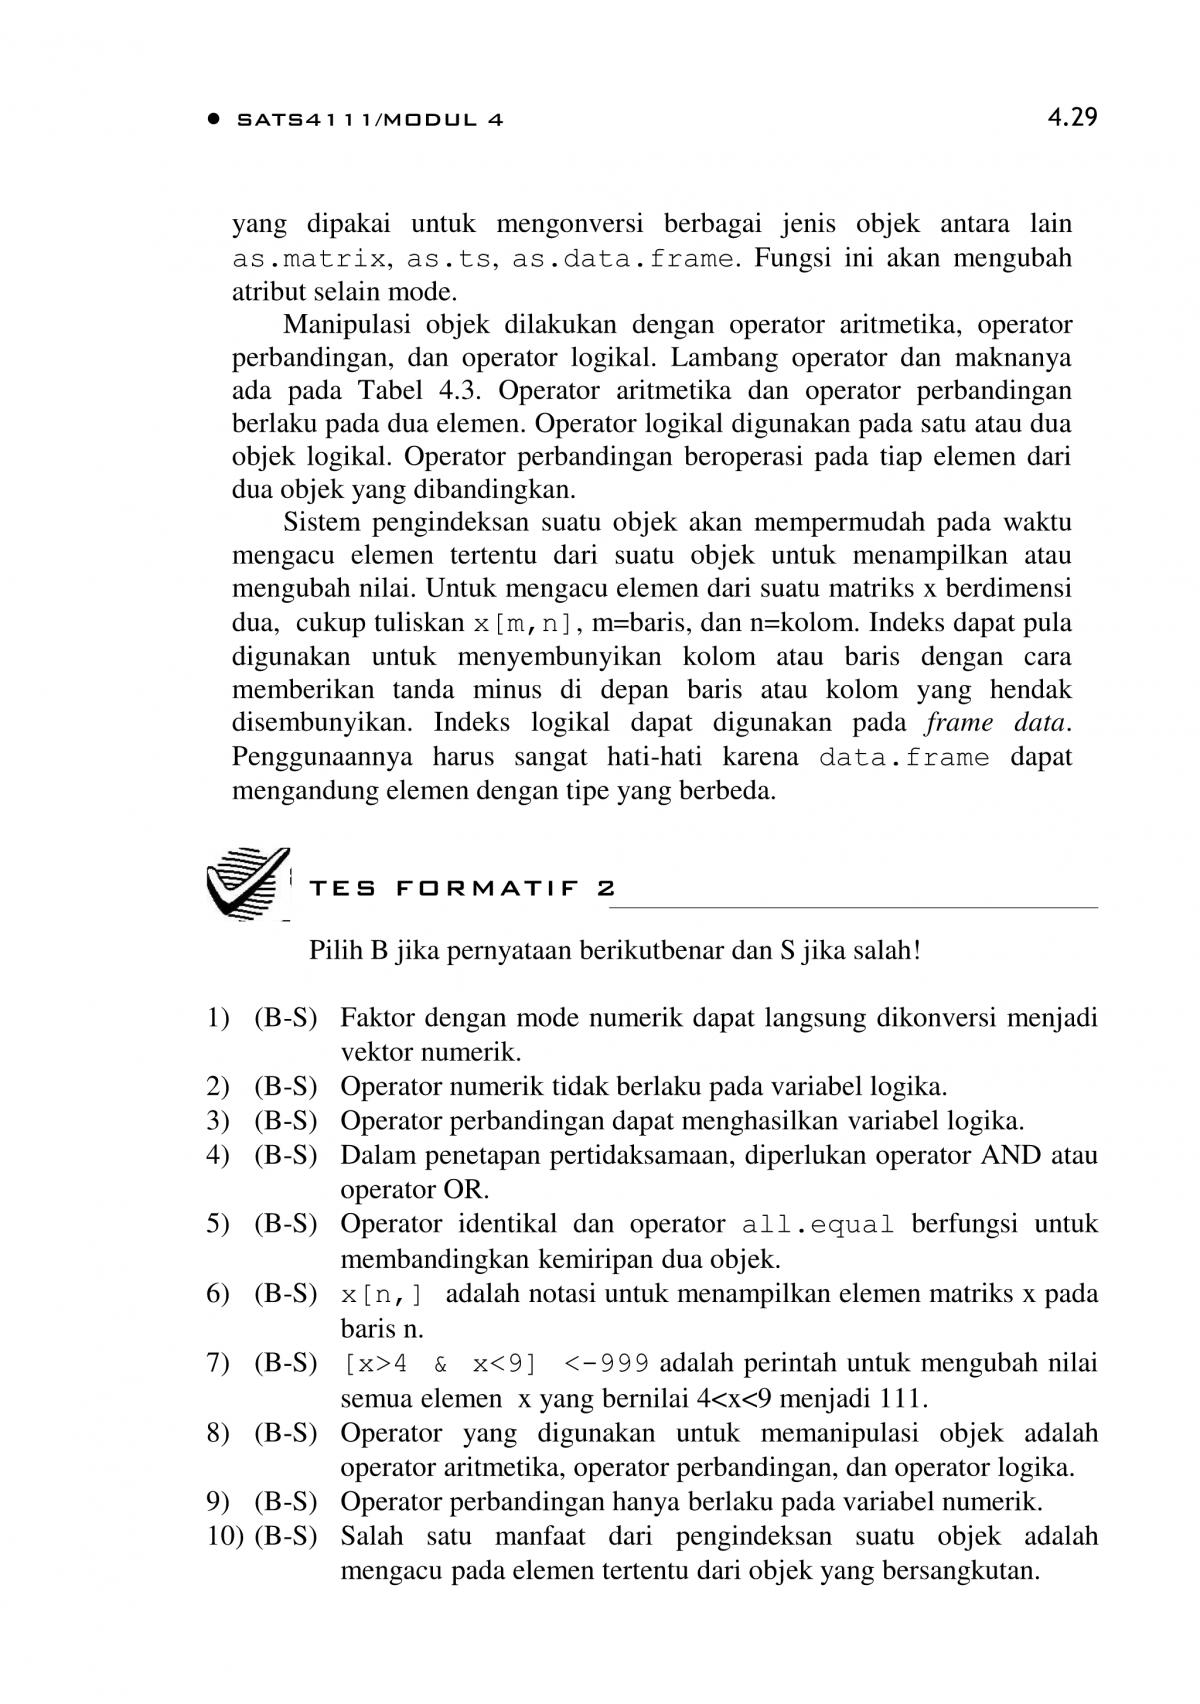 ● SATS4111/MODUL 4 4.29
yang dipakai untuk mengonversi berbagai jenis objek antara lain
as.matrix, as.ts, as.data.frame. Fungsi ini akan mengubah
atribut selain mode.
Manipulasi objek dilakukan dengan operator aritmetika, operator
perbandingan, dan operator logikal. Lambang operator dan maknanya
ada pada Tabel 4.3. Operator aritmetika dan operator perbandingan
berlaku pada dua elemen. Operator logikal digunakan pada satu atau dua
objek logikal. Operator perbandingan beroperasi pada tiap elemen dari
dua objek yang dibandingkan.
Sistem pengindeksan suatu objek akan mempermudah pada waktu
mengacu elemen tertentu dari suatu objek untuk menampilkan atau
mengubah nilai. Untuk mengacu elemen dari suatu matriks x berdimensi
dua, cukup tuliskan x[m,n], m=baris, dan n=kolom. Indeks dapat pula
digunakan untuk menyembunyikan kolom atau baris dengan cara
memberikan tanda minus di depan baris atau kolom yang hendak
disembunyikan. Indeks logikal dapat digunakan pada frame data.
Penggunaannya harus sangat hati-hati karena data.frame dapat
mengandung elemen dengan tipe yang berbeda.
TES FORMATIF 2
Pilih B jika pernyataan berikutbenar dan S jika salah!
1) (B-S) Faktor dengan mode numerik dapat langsung dikonversi menjadi
vektor numerik.
2) (B-S) Operator numerik tidak berlaku pada variabel logika.
3) (B-S) Operator perbandingan dapat menghasilkan variabel logika.
4) (B-S) Dalam penetapan pertidaksamaan, diperlukan operator AND atau
operator OR.
5) (B-S) Operator identikal dan operator all.equal berfungsi untuk
membandingkan kemiripan dua objek.
6) (B-S) x[n,] adalah notasi untuk menampilkan elemen matriks x pada
baris n.
7) (B-S) [x>4 & x<9] <-999 adalah perintah untuk mengubah nilai
semua elemen x yang bernilai 4<x<9 menjadi 111.
8) (B-S) Operator yang digunakan untuk memanipulasi objek adalah
operator aritmetika, operator perbandingan, dan operator logika.
9) (B-S) Operator perbandingan hanya berlaku pada variabel numerik.
10) (B-S) Salah satu manfaat dari pengindeksan suatu objek adalah
mengacu pada elemen tertentu dari objek yang bersangkutan.